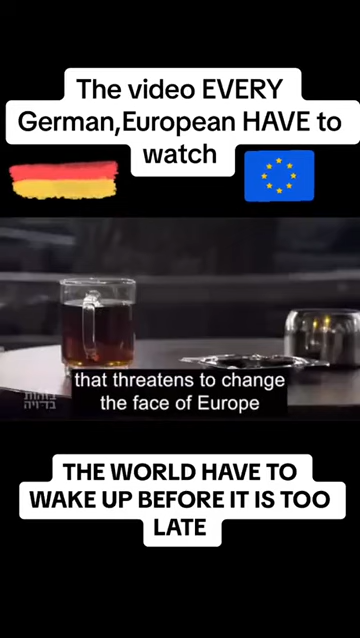 The video EVERY
German,European HAVE to
watch
that threatens to change
the face of Europe
THE WORLD HAVE TO
WAKE UP BEFORE IT IS TOO
LATE